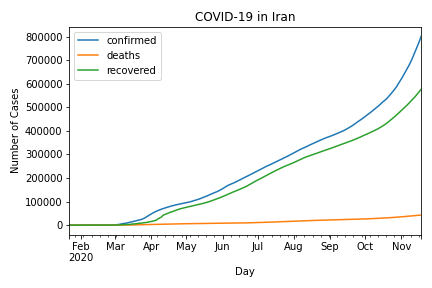 COVID-19 in Iran
confirmed
deaths
recovered
Number of Cases
800000
700000
600000
500000
400000
300000
200000
100000
0
Feb Mar Apr May Jun Jul Aug Sep Oct Nov
2020
Day